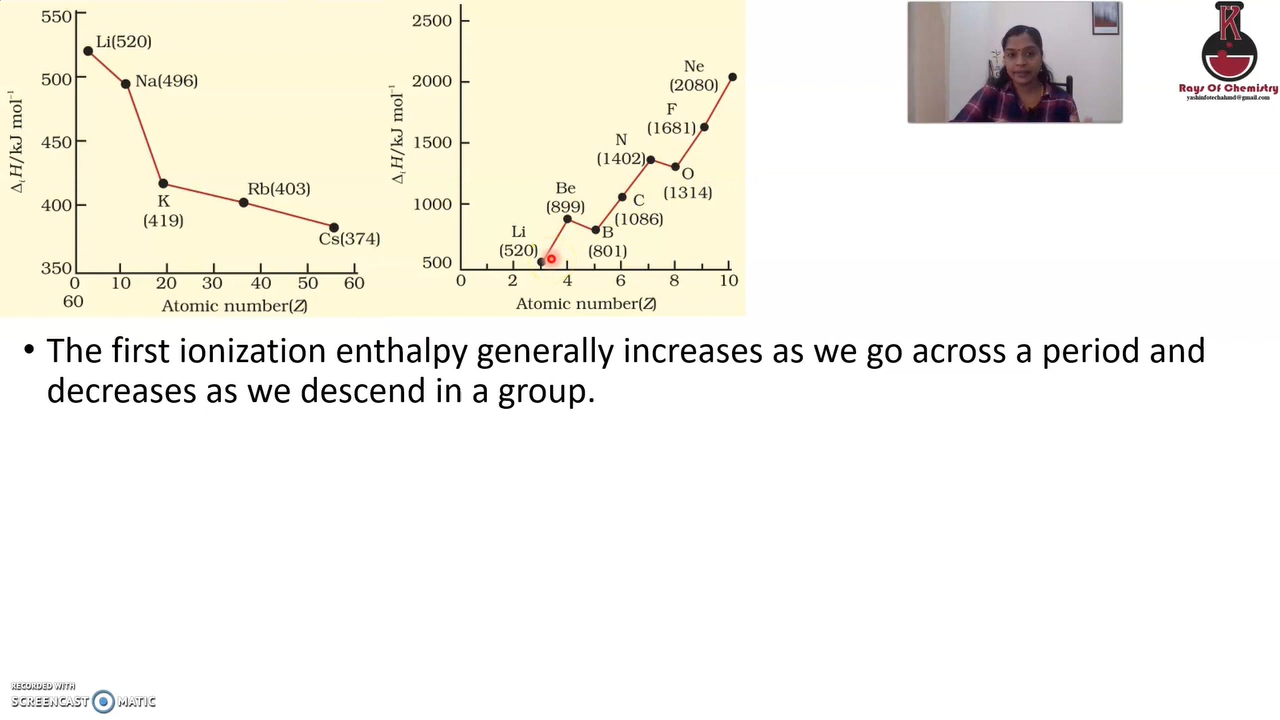 550
Li(520)
500
Na(496)
450
400
K
(419)
Rb(403)
Cs(374)
350
0 10 20 30 40 50 60
60
Atomic number(Z)
ΔᵢH/kJ mol⁻¹
2500
Ne
(2080)
2000
F
(1681)
N
(1402)
1500
O
(1314)
Be
(899)
C
(1086)
1000
Li
(520)
B
(801)
500
0 2 4 6 8 10
Atomic number(Z)
ΔᵢH/kJ mol⁻¹
K
Rays Of Chemistry
yashinfotechahmd@gmail.com
• The first ionization enthalpy generally increases as we go across a period and
decreases as we descend in a group.
RECORDED WITH
SCREENCAST MATIC